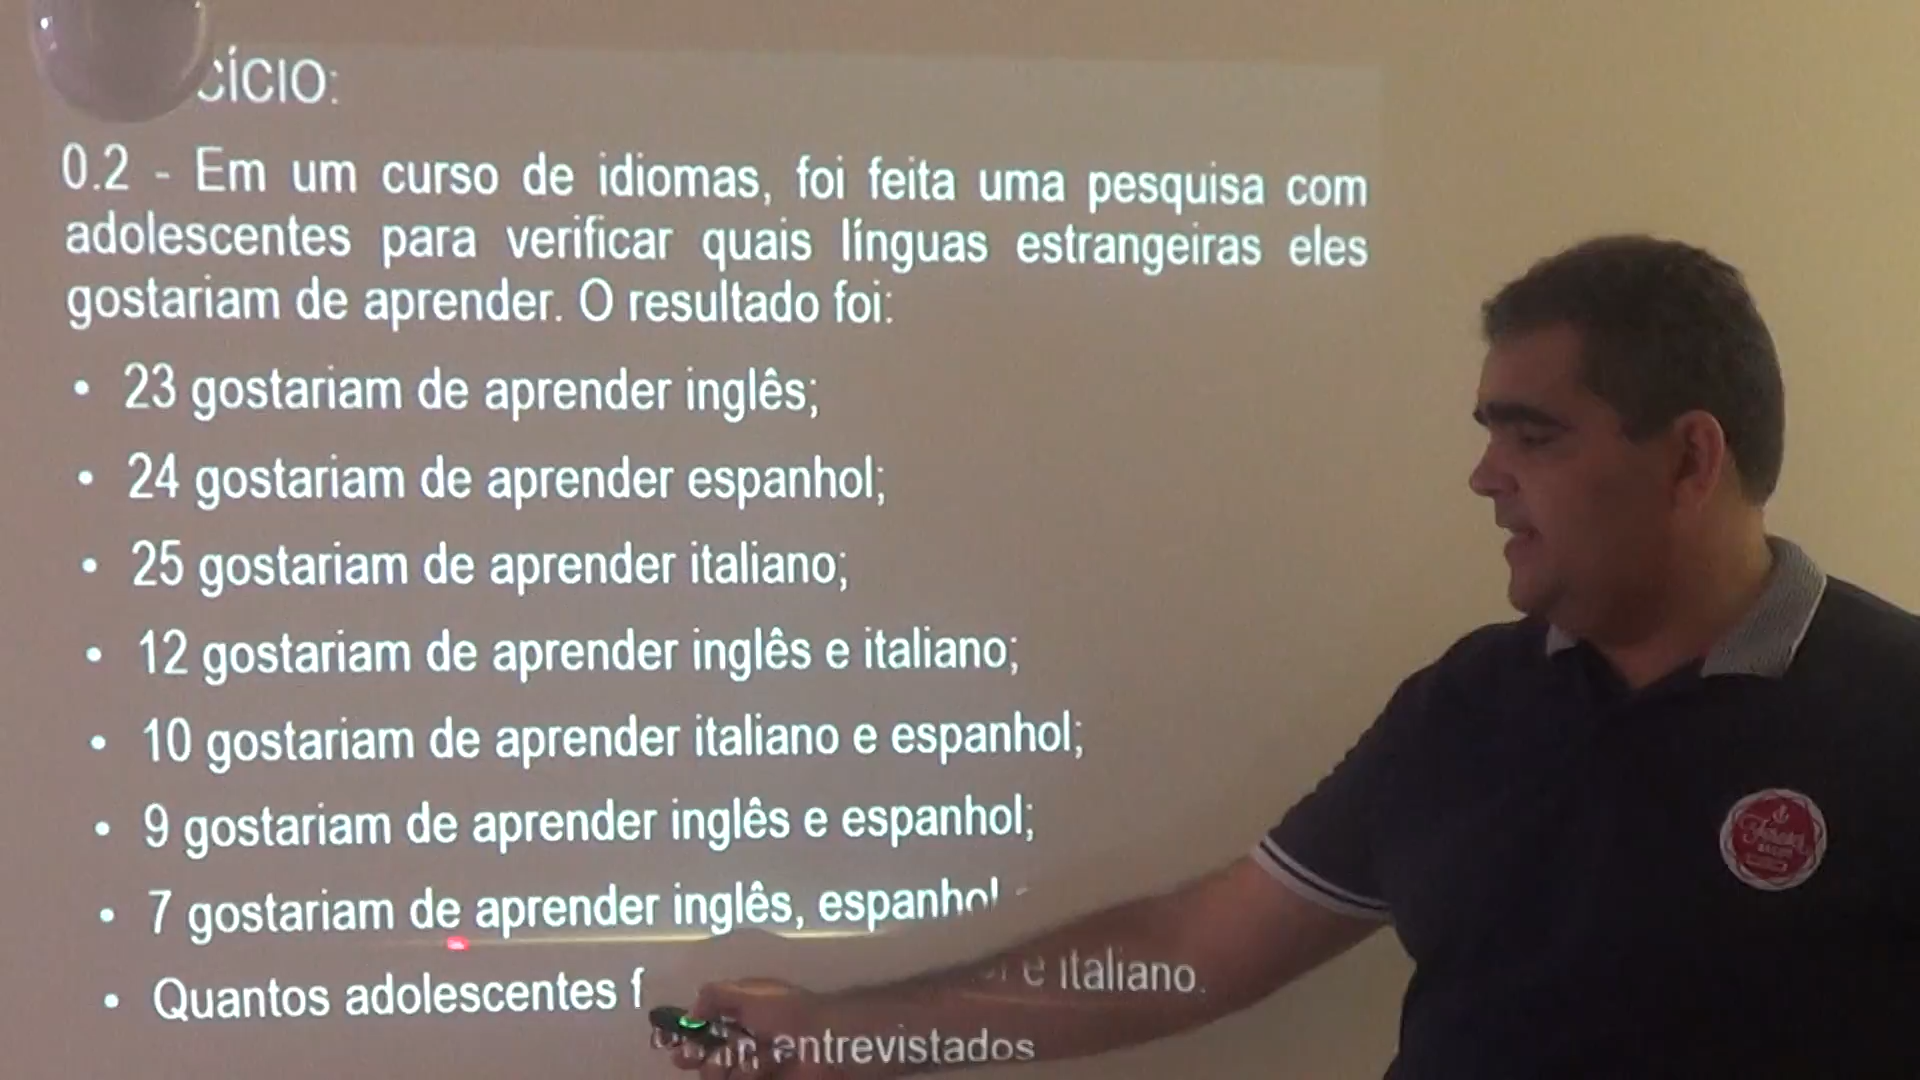 CÍCIO:
0.2 - Em um curso de idiomas, foi feita uma pesquisa com
adolescentes para verificar quais línguas estrangeiras eles
gostariam de aprender. O resultado foi:
• 23 gostariam de aprender inglês;
• 24 gostariam de aprender espanhol;
• 25 gostariam de aprender italiano;
• 12 gostariam de aprender inglês e italiano;
• 10 gostariam de aprender italiano e espanhol;
• 9 gostariam de aprender inglês e espanhol;
• 7 gostariam de aprender inglês, espanhol
e italiano.
• Quantos adolescentes f
entrevistados